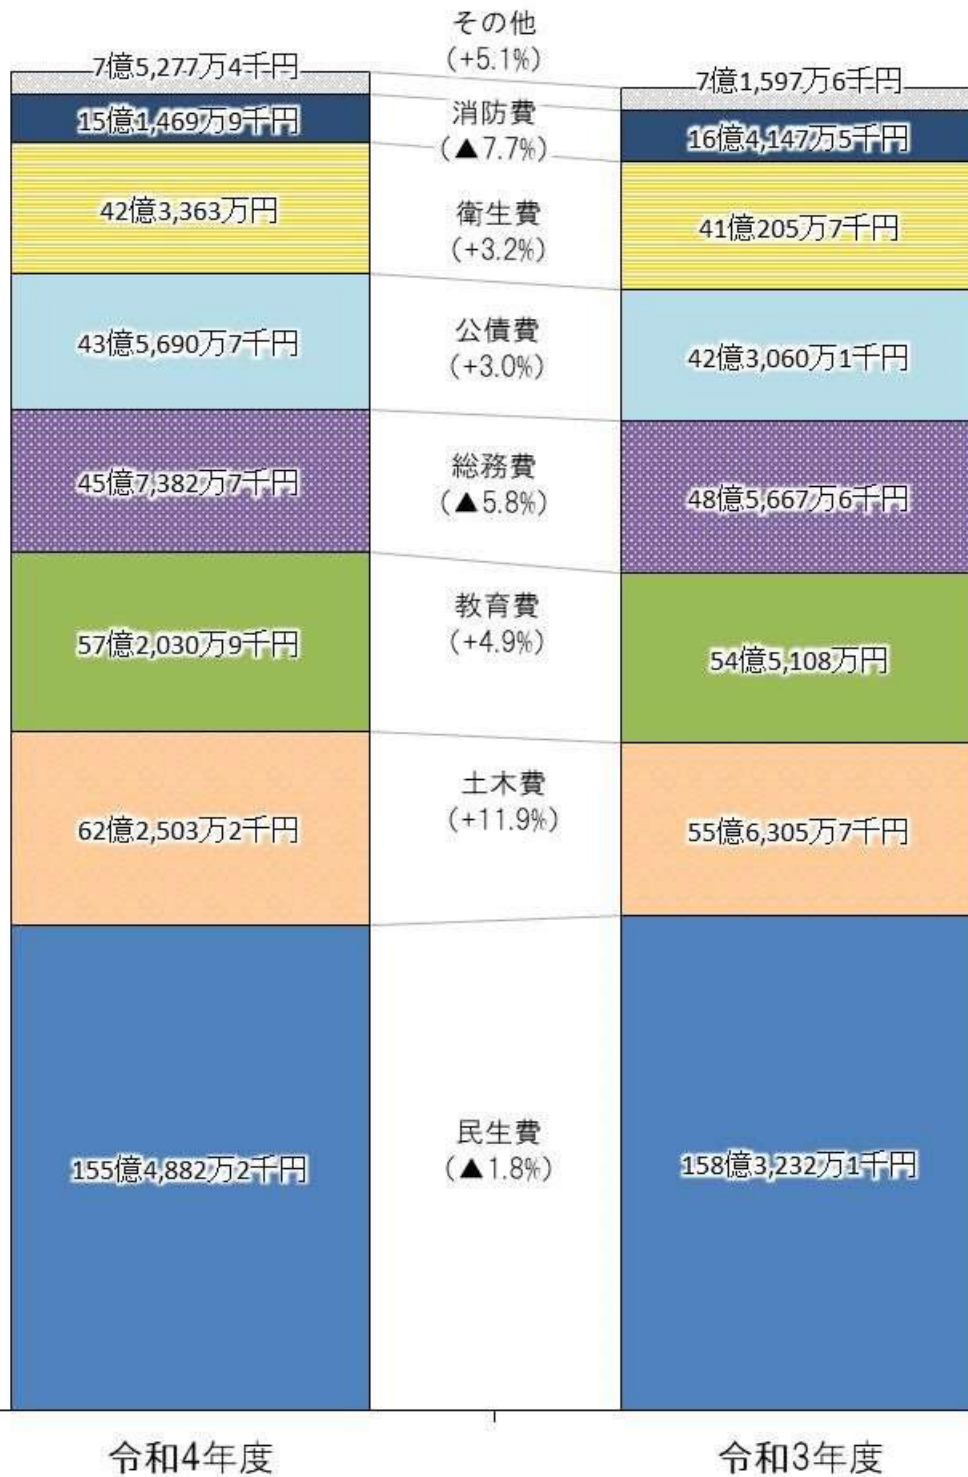 その他
(+5.1%)
7億5,277万4千円
7億1,597万6千円
消防費
(▲7.7%)
15億1,469万9千円
16億4,147万5千円
衛生費
(+3.2%)
42億3,363万円
41億205万7千円
公債費
(+3.0%)
43億5,690万7千円
42億3,060万1千円
総務費
(▲5.8%)
45億7,382万7千円
48億5,667万6千円
教育費
(+4.9%)
57億2,030万9千円
54億5,108万円
土木費
(+11.9%)
62億2,503万2千円
55億6,305万7千円
民生費
(▲1.8%)
155億4,882万2千円
158億3,232万1千円
令和4年度
令和3年度